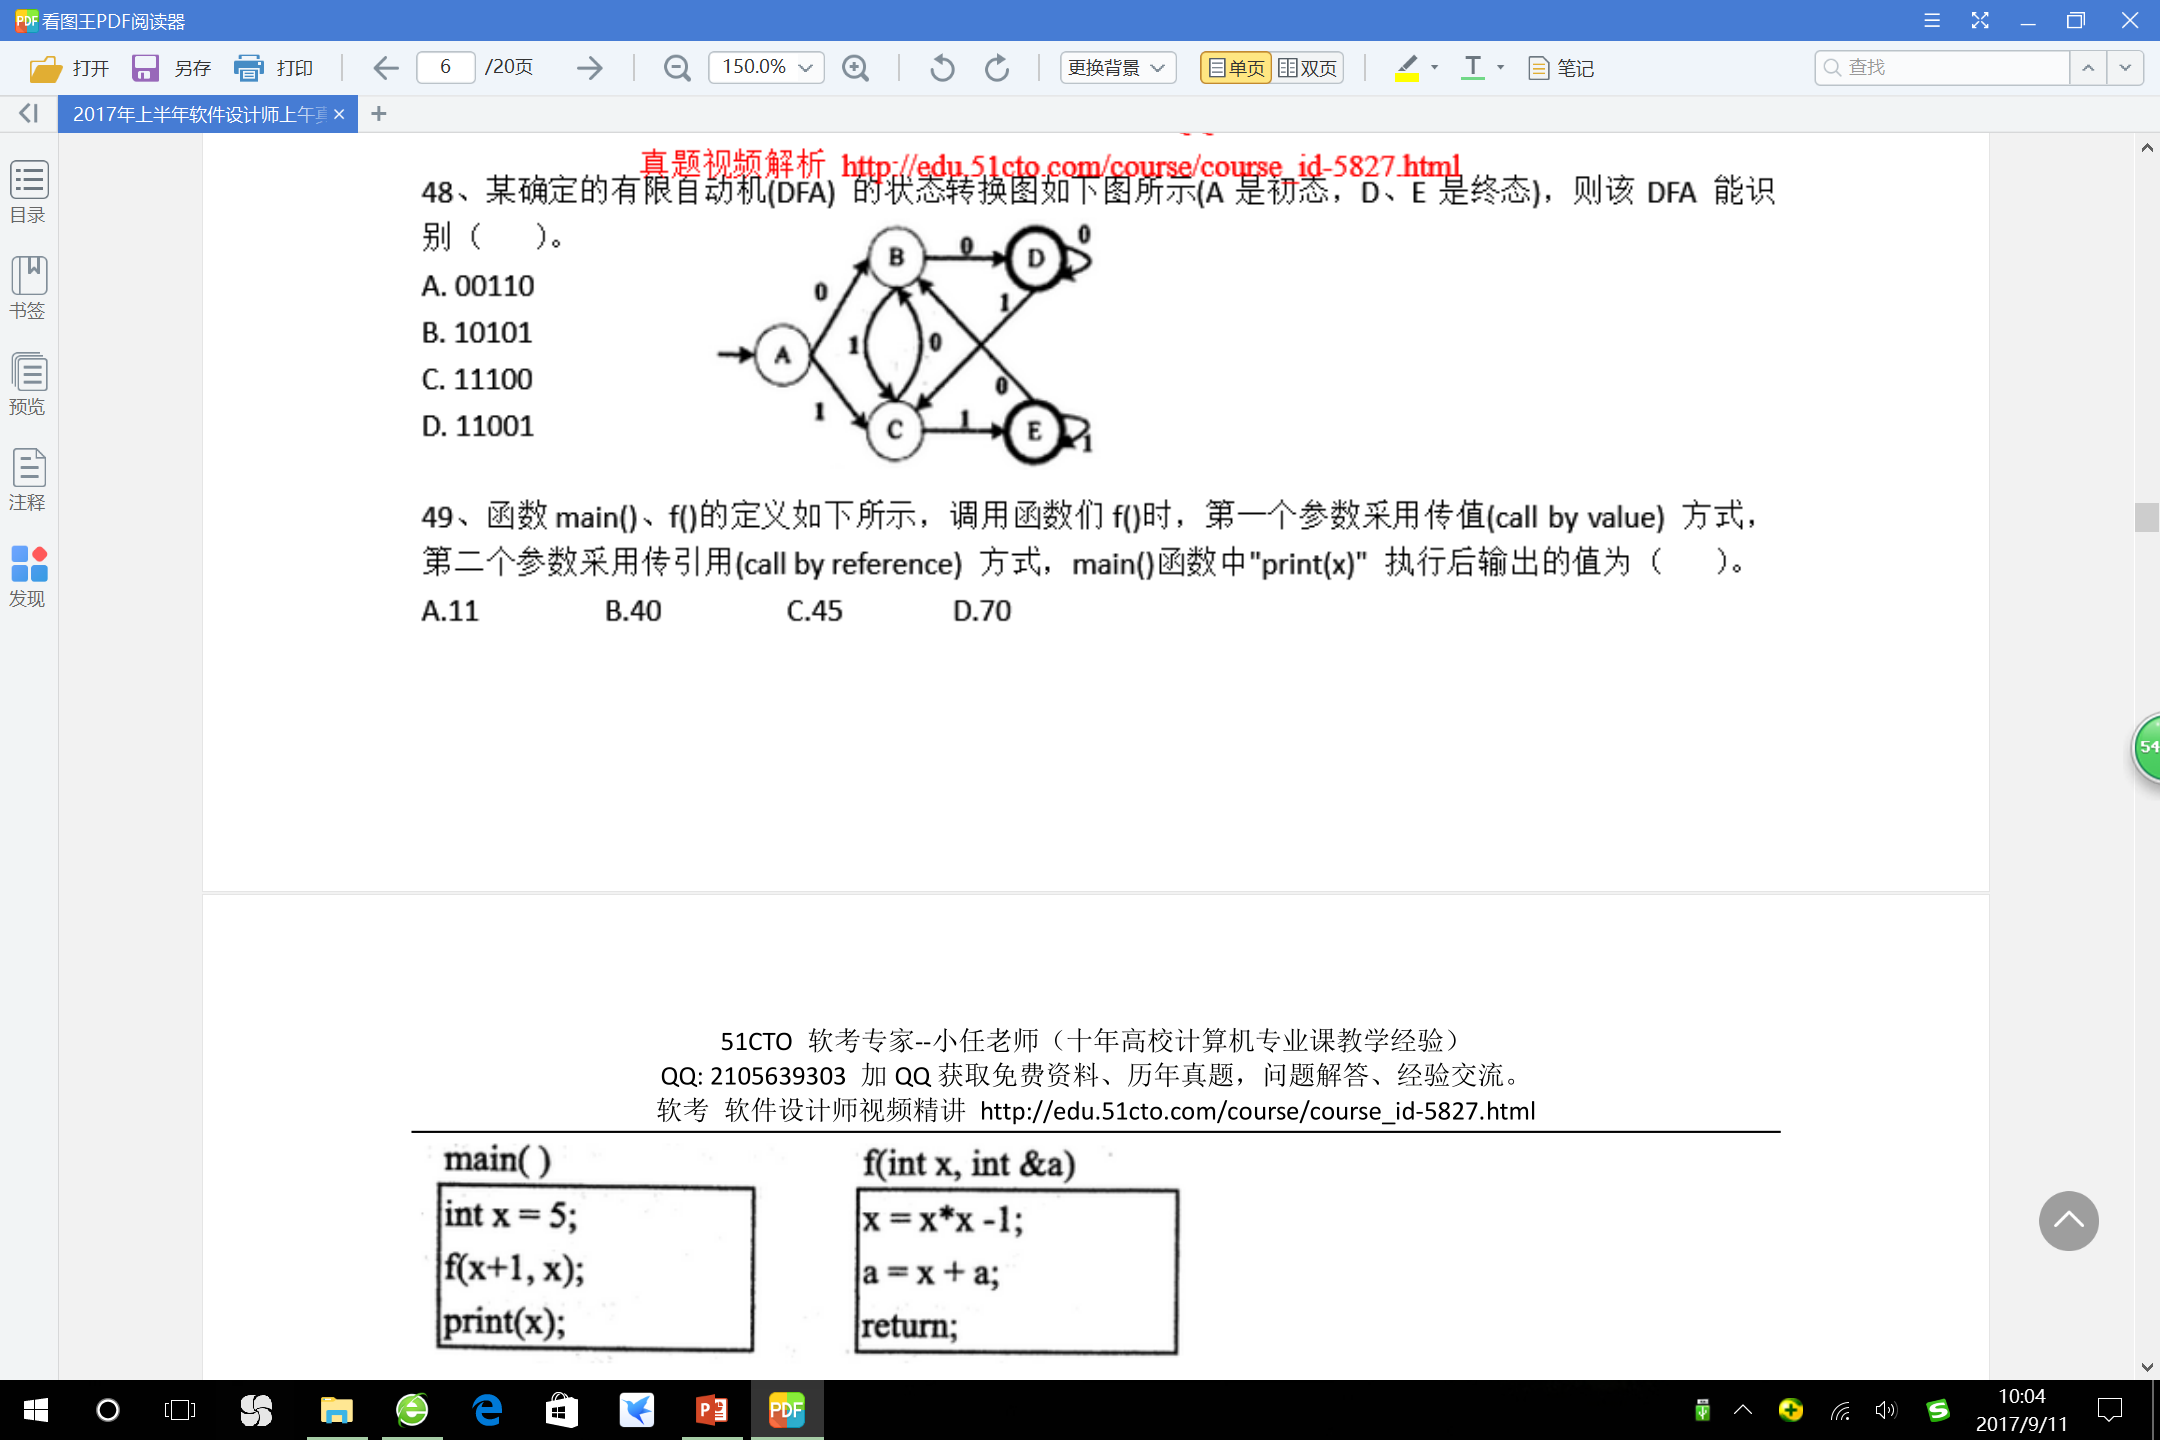 看图王PDF阅读器
打开 另存 打印 6 /20页 150.0% 更换背景 单页 双页 T 笔记 查找
2017年上半年软件设计师上午
目录
书签
预览
注释
发现
真题视频解析 http://edu.51cto.com/course/course_id-5827.html
48、某确定的有限自动机(DFA) 的状态转换图如下图所示(A 是初态，D、E 是终态)，则该 DFA 能识
别（ ）。
A. 00110
B. 10101
C. 11100
D. 11001
B 0 D 0
0 1
A 1 0
1 0
C 1 E 1
49、函数 main()、f()的定义如下所示，调用函数们 f()时，第一个参数采用传值(call by value) 方式，
第二个参数采用传引用(call by reference) 方式，main()函数中"print(x)" 执行后输出的值为（ ）。
A.11 B.40 C.45 D.70
54
51CTO 软考专家--小任老师（十年高校计算机专业课教学经验）
QQ: 2105639303 加 QQ 获取免费资料、历年真题，问题解答、经验交流。
软考 软件设计师视频精讲 http://edu.51cto.com/course/course_id-5827.html
main( )
int x = 5;
f(x+1, x);
print(x);
f(int x, int &a)
x = x*x -1;
a = x + a;
return;
10:04
2017/9/11